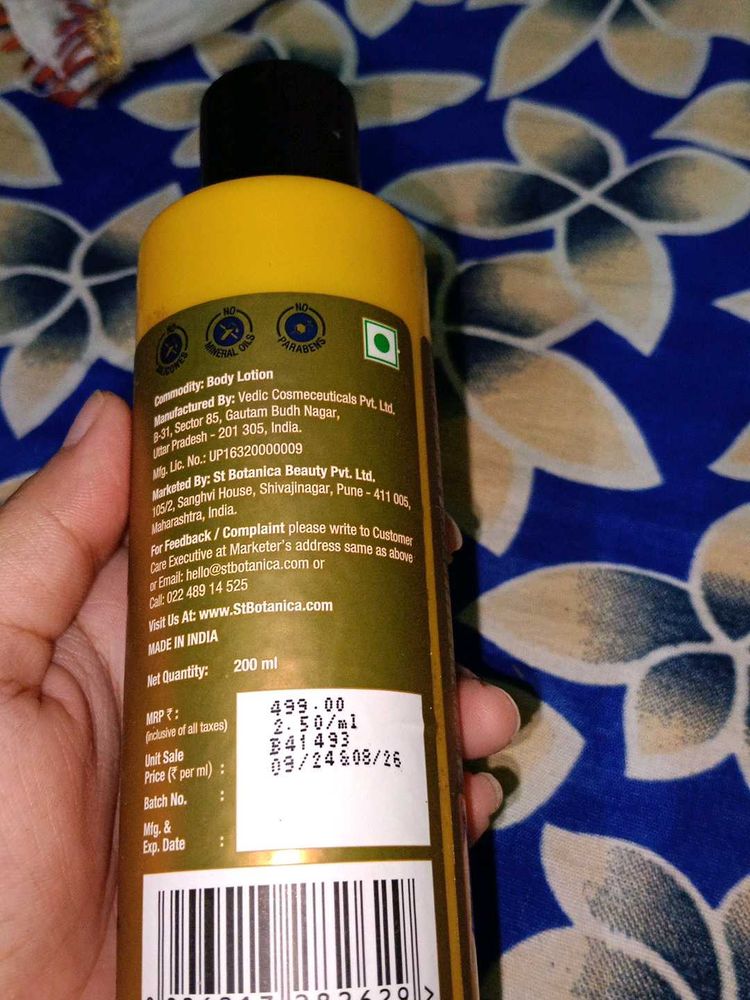 NO
SILICONES
NO
MINERAL OILS
NO
PARABENS
Commodity: Body Lotion
Manufactured By: Vedic Cosmeceuticals Pvt. Ltd.
B-31, Sector 85, Gautam Budh Nagar,
Uttar Pradesh - 201 305, India.
Mfg. Lic. No.: UP16320000009
Marketed By: St Botanica Beauty Pvt. Ltd.
105/2, Sanghvi House, Shivajinagar, Pune - 411 005,
Maharashtra, India.
For Feedback / Complaint please write to Customer
Care Executive at Marketer's address same as above
or Email: hello@stbotanica.com or
Call: 022 489 14 525
Visit Us At: www.StBotanica.com
MADE IN INDIA
Net Quantity: 200 ml
MRP ₹ : 499.00
(inclusive of all taxes)
Unit Sale
Price (₹ per ml) : 2.50/ml
Batch No. : B41493
Mfg. &
Exp. Date : 09/24&08/26